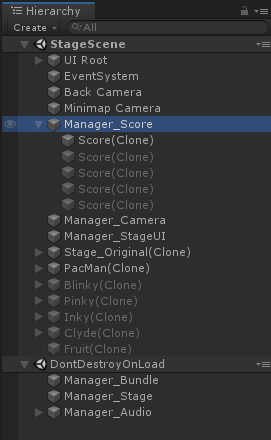 Hierarchy
Create
All
StageScene
UI Root
EventSystem
Back Camera
Minimap Camera
Manager_Score
Score(Clone)
Score(Clone)
Score(Clone)
Score(Clone)
Score(Clone)
Manager_Camera
Manager_StageUI
Stage_Original(Clone)
PacMan(Clone)
Blinky(Clone)
Pinky(Clone)
Inky(Clone)
Clyde(Clone)
Fruit(Clone)
DontDestroyOnLoad
Manager_Bundle
Manager_Stage
Manager_Audio